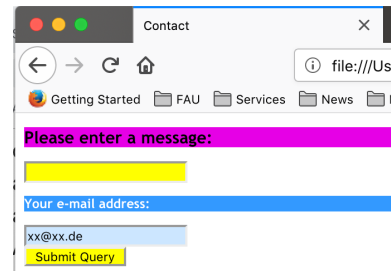 Contact
file:///Us
Getting Started FAU Services News
Please enter a message:
Your e-mail address:
xx@xx.de
Submit Query